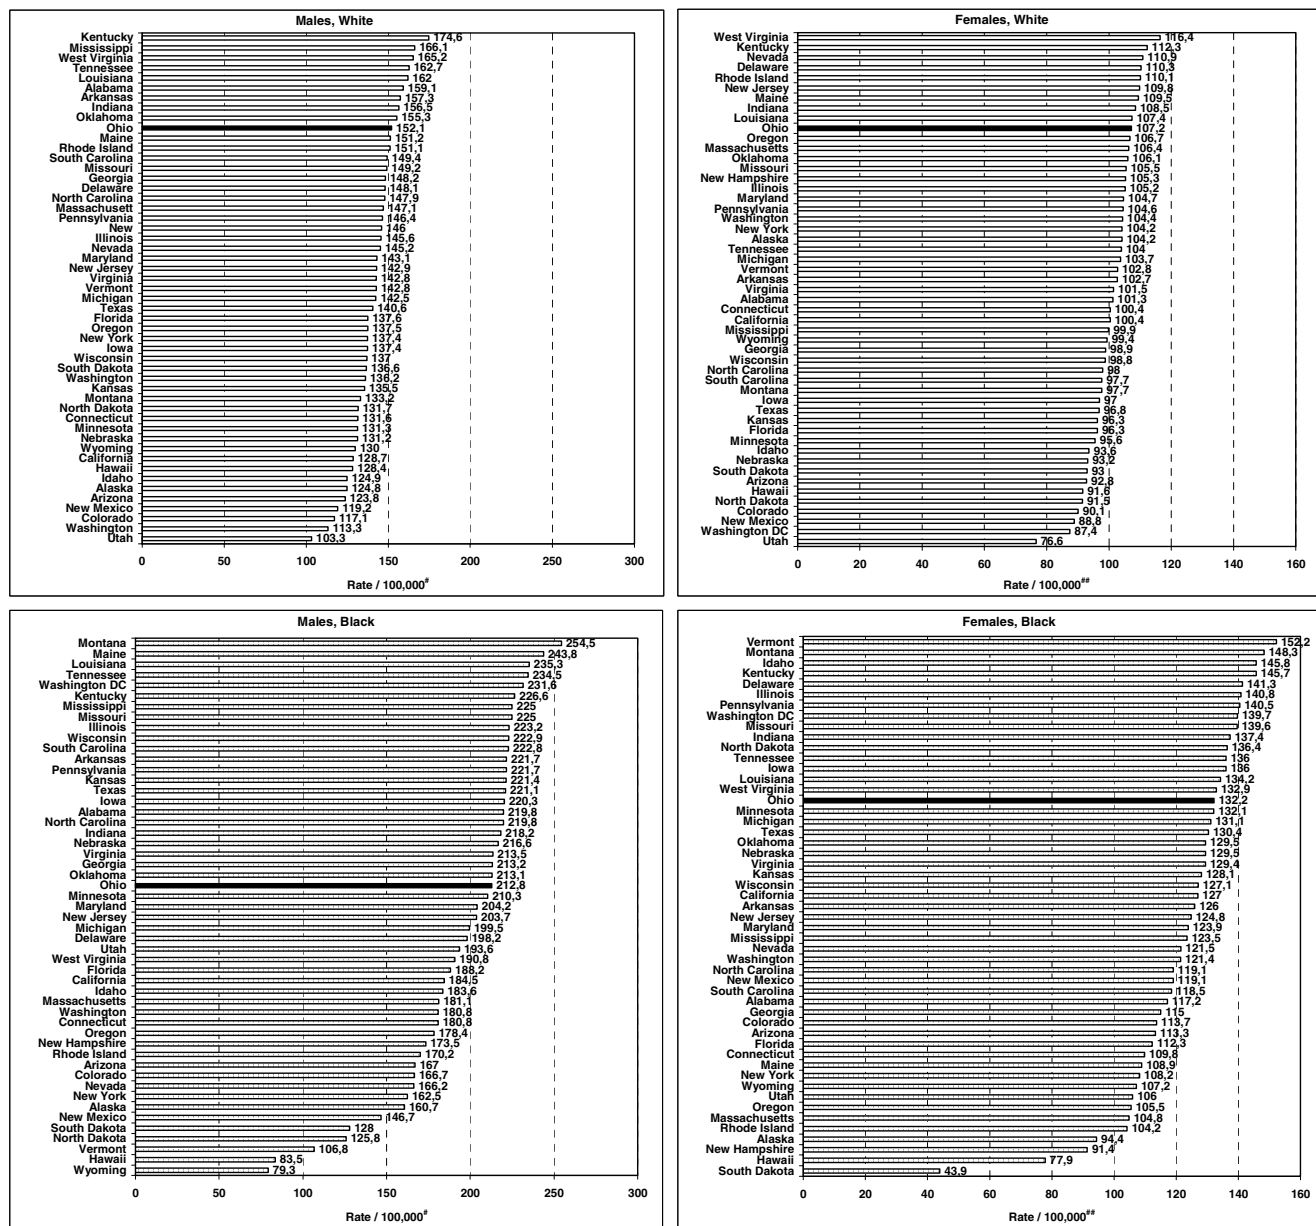 Males, White
Kentucky 174,6
Mississippi 166,1
West Virginia 165,2
Tennessee 162,7
Louisiana 162
Alabama 159,1
Arkansas 157,3
Indiana 156,5
Oklahoma 155,3
Ohio 152,1
Maine 151,2
Rhode Island 151,1
South Carolina 149,4
Missouri 149,2
Georgia 148,2
Delaware 148,1
North Carolina 147,9
Massachusett 147,1
Pennsylvania 146,4
New 146
Illinois 145,6
Nevada 145,2
Maryland 143,1
New Jersey 142,9
Virginia 142,8
Vermont 142,8
Michigan 142,5
Texas 140,6
Florida 137,6
Oregon 137,5
New York 137,4
Iowa 137,4
Wisconsin 137
South Dakota 136,6
Washington 136,2
Kansas 135,5
Montana 133,2
North Dakota 131,7
Connecticut 131,6
Minnesota 131,3
Nebraska 131,2
Wyoming 130
California 128,7
Hawaii 128,4
Idaho 124,9
Alaska 124,8
Arizona 123,8
New Mexico 119,2
Colorado 117,1
Washington 113,3
Utah 103,3
0 50 100 150 200 250 300
Rate / 100,000#
Females, White
West Virginia 116,4
Kentucky 112,3
Nevada 110,9
Delaware 110,3
Rhode Island 110,1
New Jersey 109,8
Maine 109,5
Indiana 108,5
Louisiana 107,4
Ohio 107,2
Oregon 106,7
Massachusetts 106,4
Oklahoma 106,1
Missouri 105,5
New Hampshire 105,3
Illinois 105,2
Maryland 104,7
Pennsylvania 104,6
Washington 104,4
New York 104,2
Alaska 104,2
Tennessee 104
Michigan 103,7
Vermont 102,8
Arkansas 102,7
Virginia 101,5
Alabama 101,3
Connecticut 100,4
California 100,4
Mississippi 99,9
Wyoming 99,4
Georgia 98,9
Wisconsin 98,8
North Carolina 98
South Carolina 97,7
Montana 97,7
Iowa 97
Texas 96,8
Kansas 96,3
Florida 96,3
Minnesota 95,6
Idaho 93,6
Nebraska 93,2
South Dakota 93
Arizona 92,8
Hawaii 91,6
North Dakota 91,5
Colorado 90,1
New Mexico 88,8
Washington DC 87,4
Utah 76,6
0 20 40 60 80 100 120 140 160
Rate / 100,000##
Males, Black
Montana 254,5
Maine 243,8
Louisiana 235,3
Tennessee 234,5
Washington DC 231,6
Kentucky 226,6
Mississippi 225
Missouri 225
Illinois 223,2
Wisconsin 222,9
South Carolina 222,8
Arkansas 221,7
Pennsylvania 221,7
Kansas 221,4
Texas 221,1
Iowa 220,3
Alabama 219,8
North Carolina 219,8
Indiana 218,2
Nebraska 216,6
Virginia 213,5
Georgia 213,2
Oklahoma 213,1
Ohio 212,8
Minnesota 210,3
Maryland 204,2
New Jersey 203,7
Michigan 199,5
Delaware 198,2
Utah 193,6
West Virginia 190,8
Florida 188,2
California 184,5
Idaho 183,6
Massachusetts 181,1
Washington 180,8
Connecticut 180,8
Oregon 178,4
New Hampshire 173,5
Rhode Island 170,2
Arizona 167
Colorado 166,7
Nevada 166,2
New York 162,5
Alaska 160,7
New Mexico 146,7
South Dakota 128
North Dakota 125,8
Vermont 106,8
Hawaii 83,5
Wyoming 79,3
0 50 100 150 200 250 300
Rate / 100,000#
Females, Black
Vermont 152,2
Montana 148,3
Idaho 145,8
Kentucky 145,7
Delaware 141,3
Illinois 140,8
Pennsylvania 140,5
Washington DC 139,7
Missouri 139,6
Indiana 137,4
North Dakota 136,4
Tennessee 136
Iowa 136
Louisiana 134,2
West Virginia 132,9
Ohio 132,2
Minnesota 132,1
Michigan 131,1
Texas 130,4
Oklahoma 129,5
Nebraska 129,5
Virginia 129,4
Kansas 128,1
Wisconsin 127,1
California 127
Arkansas 126
New Jersey 124,8
Maryland 123,9
Mississippi 123,5
Nevada 121,5
Washington 121,4
North Carolina 119,1
New Mexico 119,1
South Carolina 118,5
Alabama 117,2
Georgia 115
Colorado 113,7
Arizona 113,3
Florida 112,3
Connecticut 109,8
Maine 108,9
New York 108,2
Wyoming 107,2
Utah 106
Oregon 105,5
Massachusetts 104,8
Rhode Island 104,2
Alaska 94,4
New Hampshire 91,4
Hawaii 77,9
South Dakota 43,9
0 20 40 60 80 100 120 140 160
Rate / 100,000##